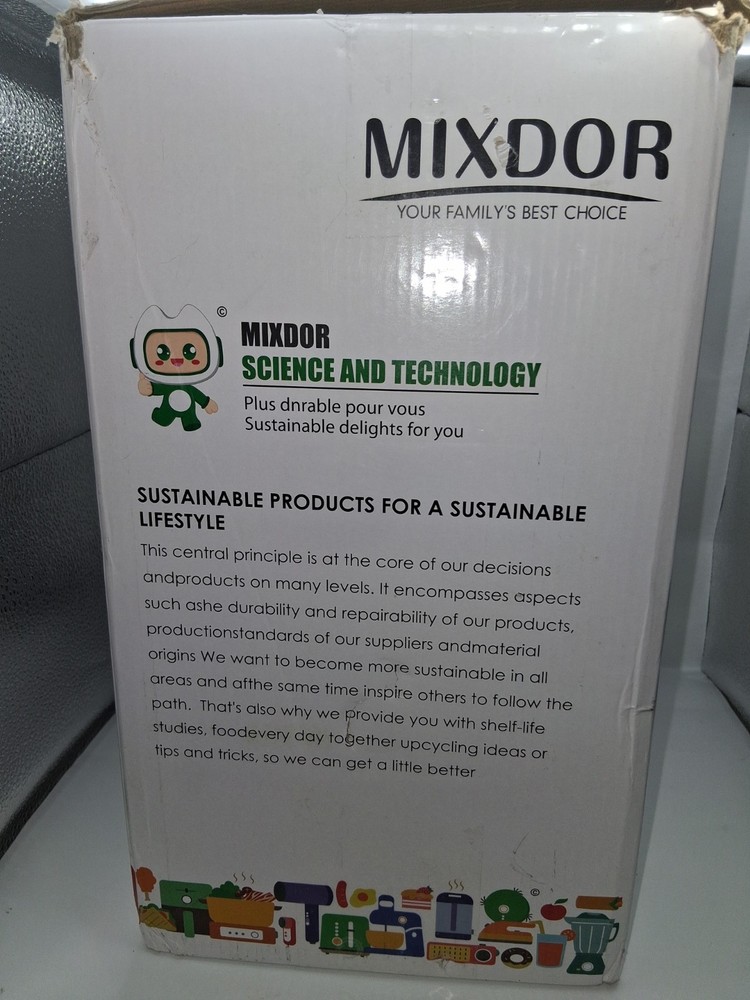 MIXDOR
YOUR FAMILY'S BEST CHOICE
©
MIXDOR
SCIENCE AND TECHNOLOGY
Plus dnrable pour vous
Sustainable delights for you
SUSTAINABLE PRODUCTS FOR A SUSTAINABLE
LIFESTYLE
This central principle is at the core of our decisions
andproducts on many levels. It encompasses aspects
such ashe durability and repairability of our products,
productionstandards of our suppliers andmaterial
origins We want to become more sustainable in all
areas and afthe same time inspire others to follow the
path. That's also why we provide you with shelf-life
studies, foodevery day together upcycling ideas or
tips and tricks, so we can get a little better
©